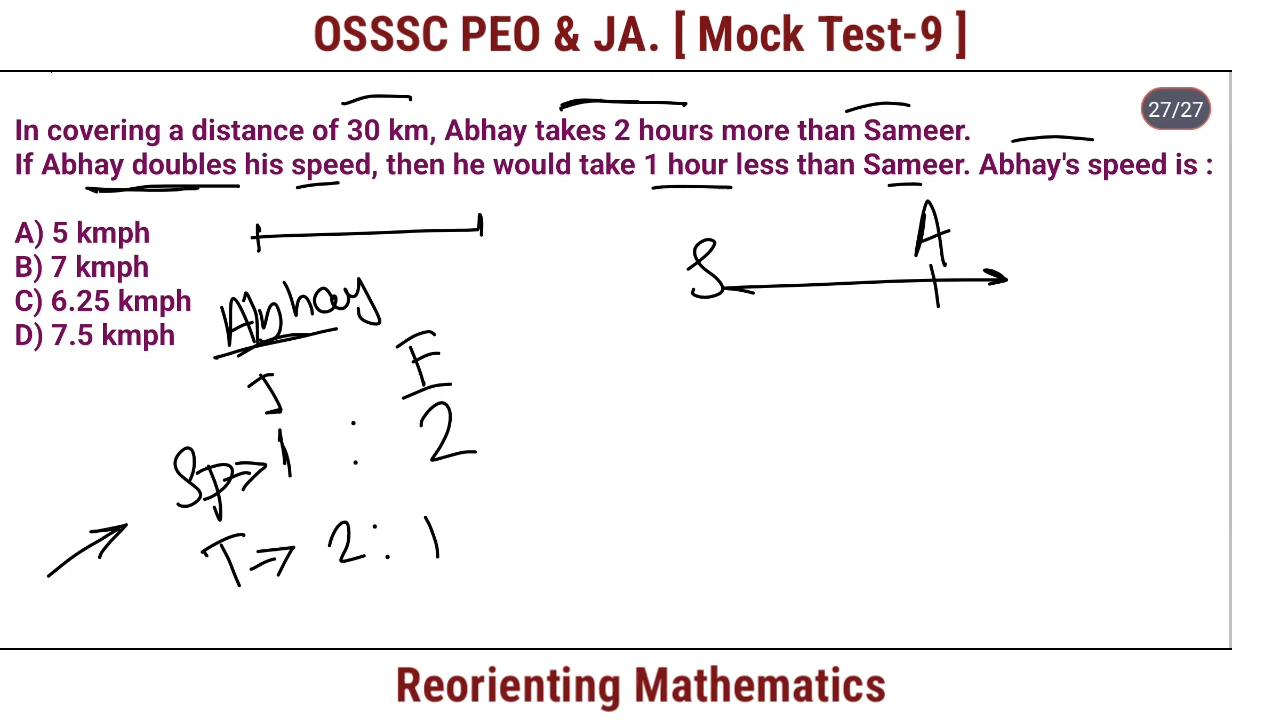 OSSSC PEO & JA. [ Mock Test-9 ]
27/27
In covering a distance of 30 km, Abhay takes 2 hours more than Sameer.
If Abhay doubles his speed, then he would take 1 hour less than Sameer. Abhay's speed is :
A) 5 kmph
B) 7 kmph
C) 6.25 kmph
D) 7.5 kmph
S A
Abhay
I F
Sp⇒ 1 : 2
T⇒ 2 : 1
Reorienting Mathematics